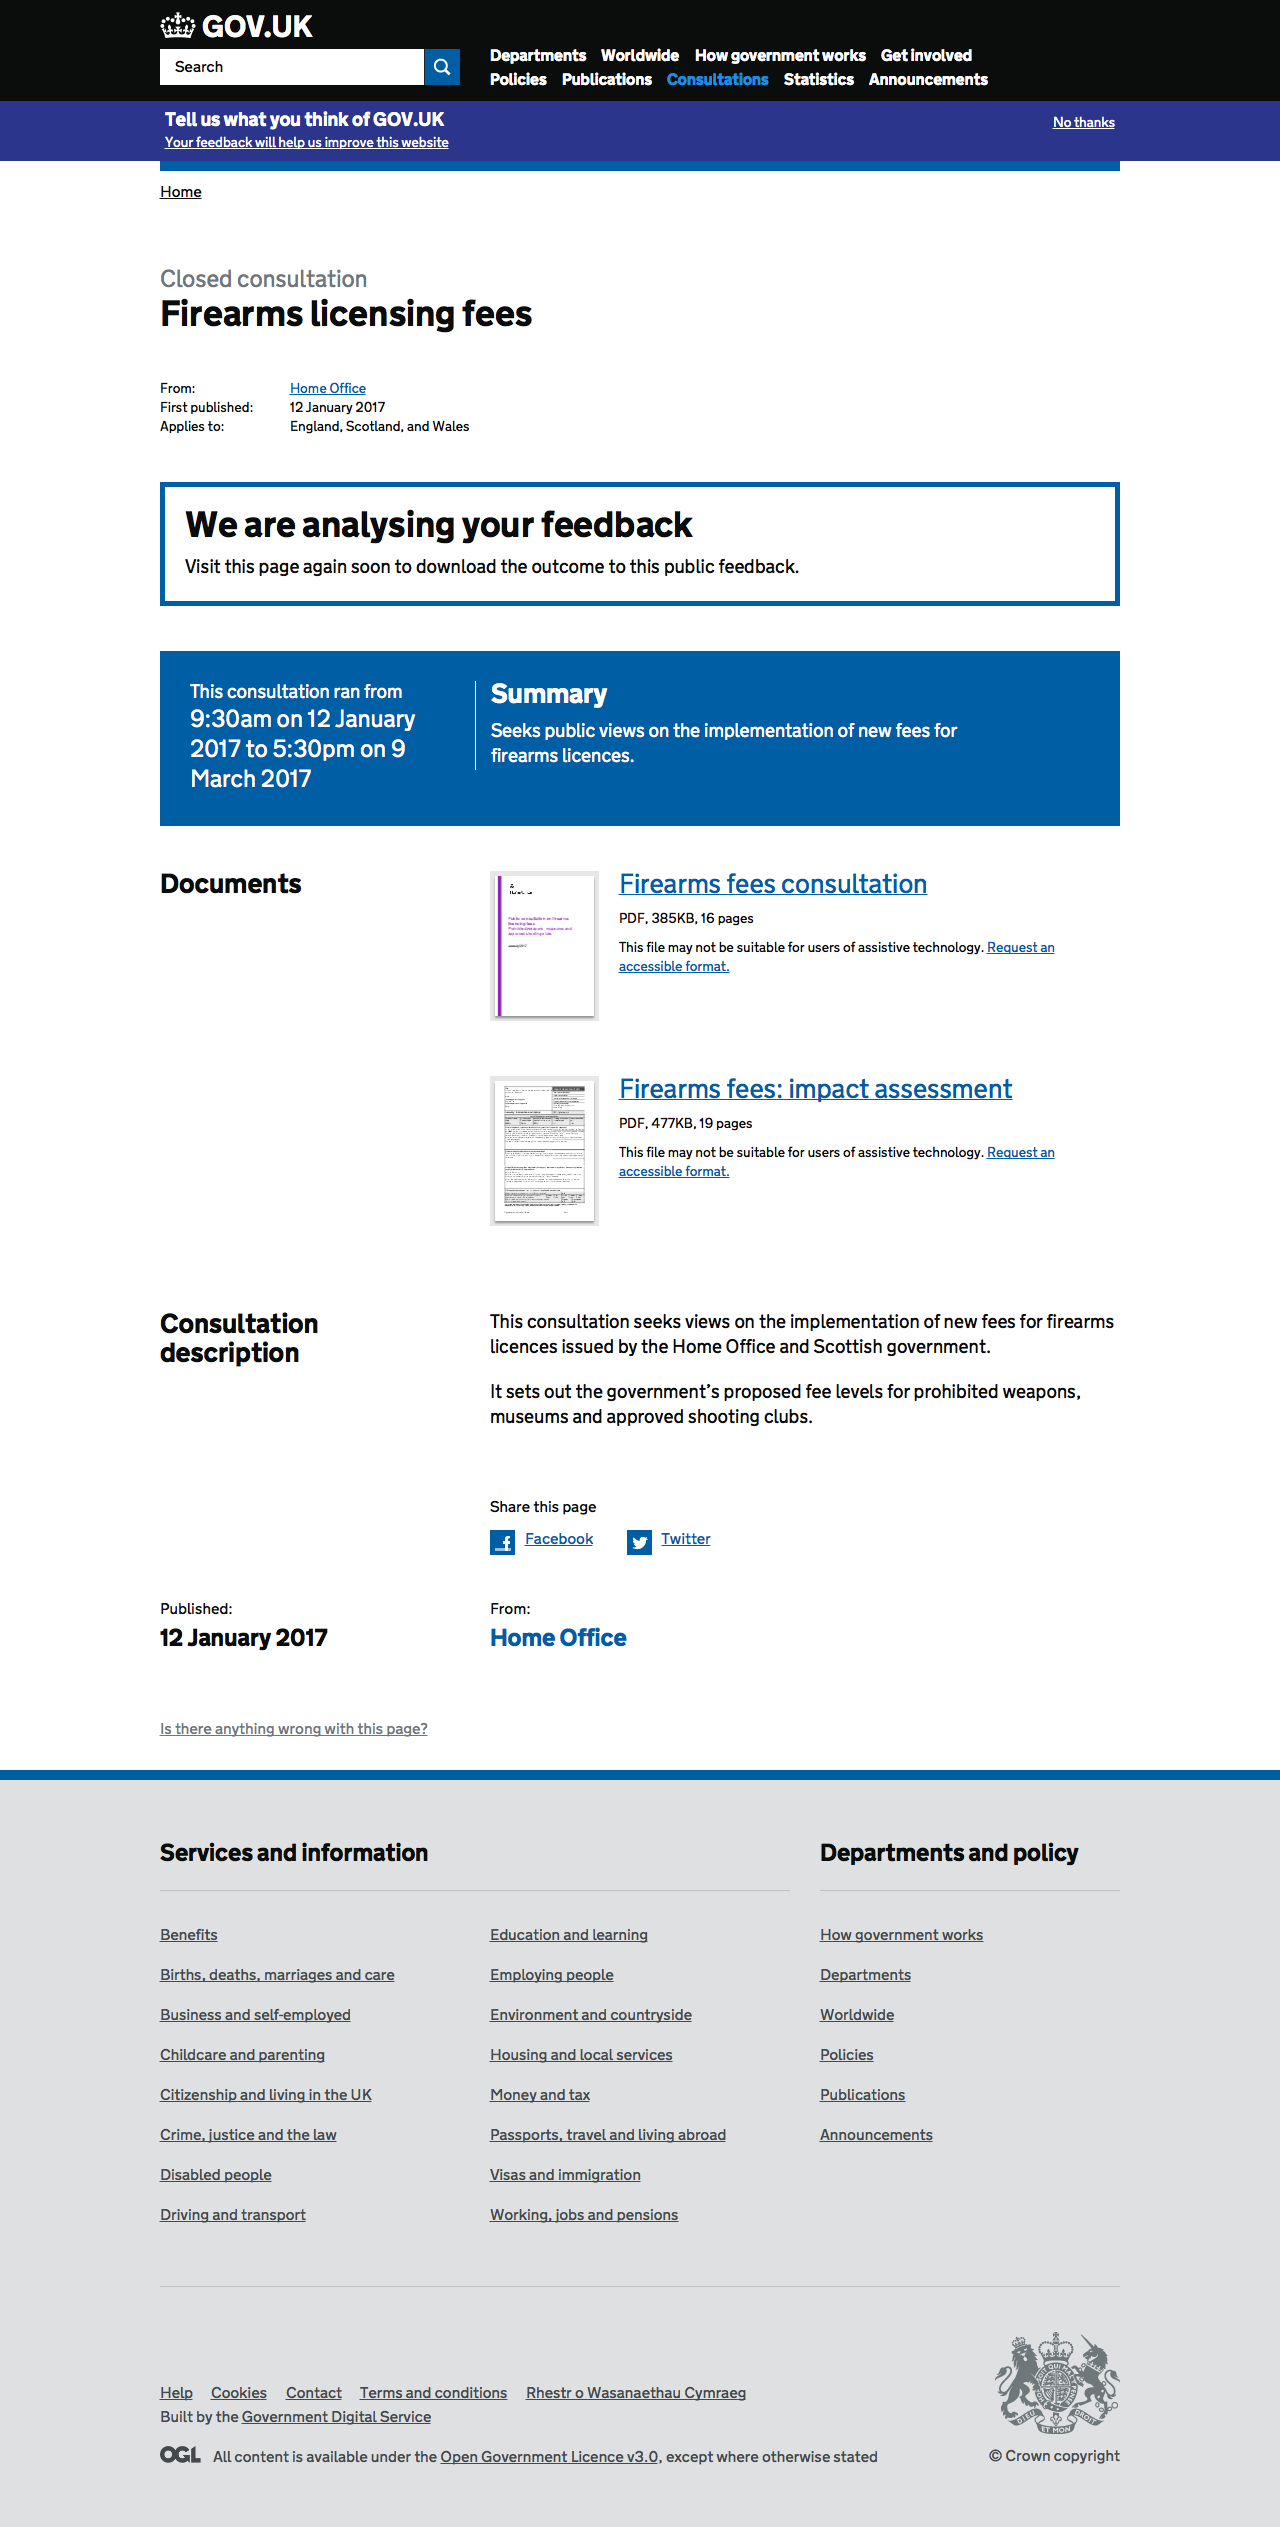 GOV.UK
Search
Departments Worldwide How government works Get involved
Policies Publications Consultations Statistics Announcements
Tell us what you think of GOV.UK
Your feedback will help us improve this website
No thanks
Home
Closed consultation
Firearms licensing fees
From: Home Office
First published: 12 January 2017
Applies to: England, Scotland, and Wales
We are analysing your feedback
Visit this page again soon to download the outcome to this public feedback.
This consultation ran from
9:30am on 12 January
2017 to 5:30pm on 9
March 2017
Summary
Seeks public views on the implementation of new fees for
firearms licences.
Documents
Firearms fees consultation
PDF, 385KB, 16 pages
This file may not be suitable for users of assistive technology. Request an
accessible format.
Firearms fees: impact assessment
PDF, 477KB, 19 pages
This file may not be suitable for users of assistive technology. Request an
accessible format.
Consultation
description
This consultation seeks views on the implementation of new fees for firearms
licences issued by the Home Office and Scottish government.
It sets out the government’s proposed fee levels for prohibited weapons,
museums and approved shooting clubs.
Share this page
Facebook Twitter
Published:
12 January 2017
From:
Home Office
Is there anything wrong with this page?
Services and information
Benefits
Births, deaths, marriages and care
Business and self-employed
Childcare and parenting
Citizenship and living in the UK
Crime, justice and the law
Disabled people
Driving and transport
Education and learning
Employing people
Environment and countryside
Housing and local services
Money and tax
Passports, travel and living abroad
Visas and immigration
Working, jobs and pensions
Departments and policy
How government works
Departments
Worldwide
Policies
Publications
Announcements
Help Cookies Contact Terms and conditions Rhestr o Wasanaethau Cymraeg
Built by the Government Digital Service
OGL All content is available under the Open Government Licence v3.0, except where otherwise stated
© Crown copyright